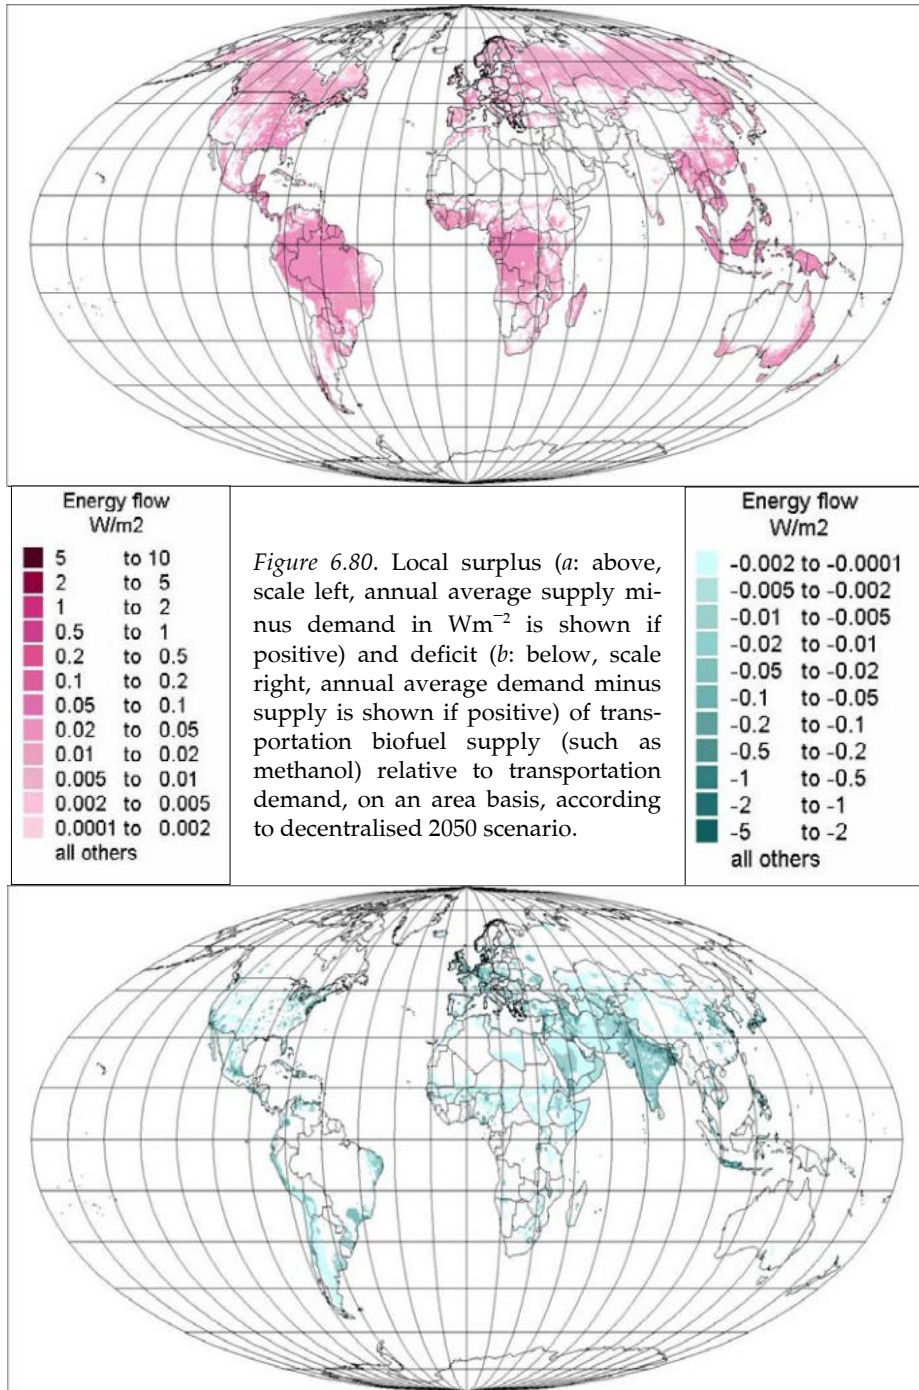 Energy flow
W/m2
5 to 10
2 to 5
1 to 2
0.5 to 1
0.2 to 0.5
0.1 to 0.2
0.05 to 0.1
0.02 to 0.05
0.01 to 0.02
0.005 to 0.01
0.002 to 0.005
0.0001 to 0.002
all others
Figure 6.80. Local surplus (a: above,
scale left, annual average supply mi-
nus demand in Wm⁻² is shown if
positive) and deficit (b: below, scale
right, annual average demand minus
supply is shown if positive) of trans-
portation biofuel supply (such as
methanol) relative to transportation
demand, on an area basis, according
to decentralised 2050 scenario.
Energy flow
W/m2
-0.002 to -0.0001
-0.005 to -0.002
-0.01 to -0.005
-0.02 to -0.01
-0.05 to -0.02
-0.1 to -0.05
-0.2 to -0.1
-0.5 to -0.2
-1 to -0.5
-2 to -1
-5 to -2
all others